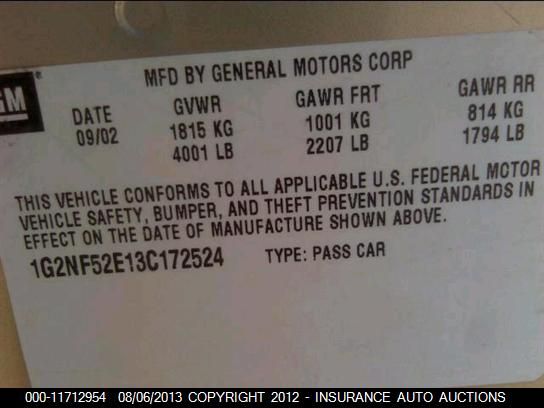 MFD BY GENERAL MOTORS CORP
GM
DATE GVWR GAWR FRT GAWR RR
09/02 1815 KG 1001 KG 814 KG
4001 LB 2207 LB 1794 LB
THIS VEHICLE CONFORMS TO ALL APPLICABLE U.S. FEDERAL MOTOR
VEHICLE SAFETY, BUMPER, AND THEFT PREVENTION STANDARDS IN
EFFECT ON THE DATE OF MANUFACTURE SHOWN ABOVE.
1G2NF52E13C172524 TYPE: PASS CAR
000-11712954 08/06/2013 COPYRIGHT 2012 - INSURANCE AUTO AUCTIONS